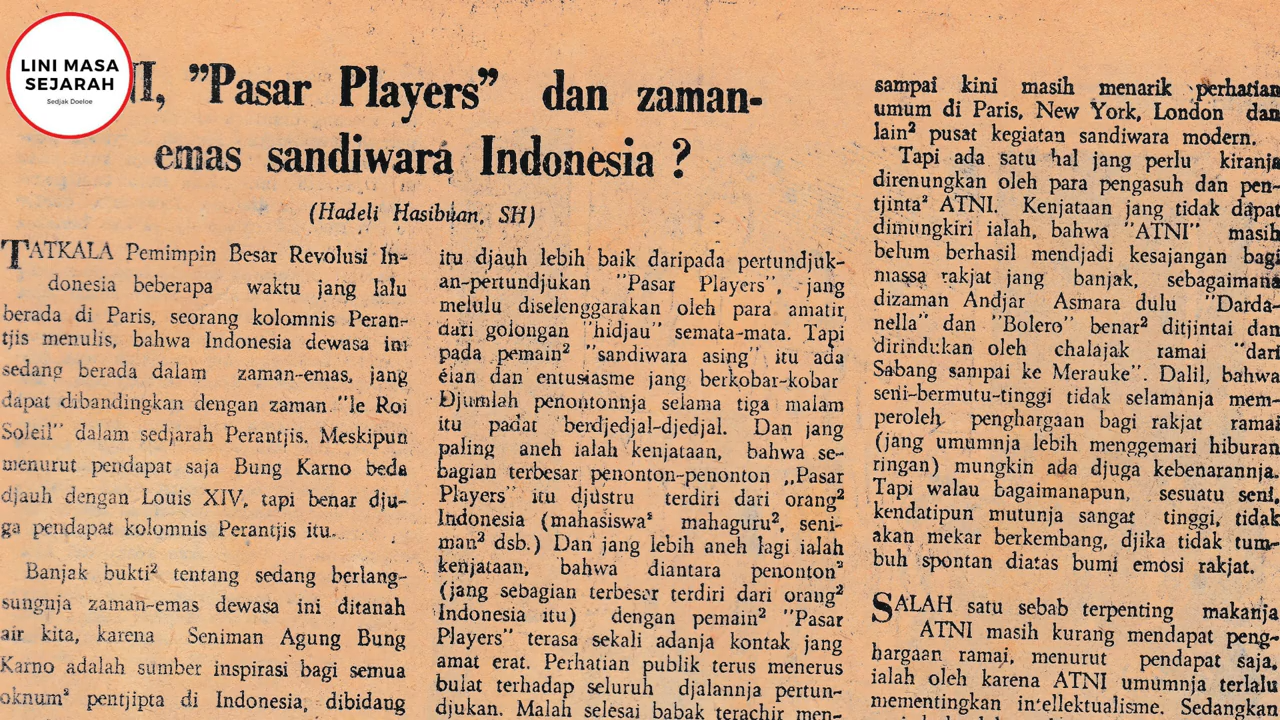 LINI MASA
SEJARAH
Sedjak Doeloe
NI, ”Pasar Players” dan zaman-
emas sandiwara Indonesia ?
(Hadeli Hasibuan, SH)
TATKALA Pemimpin Besar Revolusi In-
donesia beberapa waktu jang lalu
berada di Paris, seorang kolomnis Peran-
tjis menulis, bahwa Indonesia dewasa ini
sedang berada dalam zaman-emas, jang
dapat dibandingkan dengan zaman "le Roi
Soleil" dalam sedjarah Perantjis. Meskipun
menurut pendapat saja Bung Karno beda
djauh dengan Louis XIV, tapi benar dju-
ga pendapat kolomnis Perantjis itu.
Banjak bukti² tentang sedang berlang-
sungnja zaman-emas dewasa ini ditanah
air kita, karena Seniman Agung Bung
Karno adalah sumber inspirasi bagi semua
oknum² pentjipta di Indonesia, dibidang
itu djauh lebih baik daripada pertundjuk-
an-pertundjukan "Pasar Players", jang
melulu diselenggarakan oleh para amatir
dari golongan "hidjau" semata-mata. Tapi
pada pemain² "sandiwara asing" itu ada
élan dan entusiasme jang berkobar-kobar
Djumlah penontonnja selama tiga malam
itu padat berdjedjal-djedjal. Dan jang
paling aneh ialah kenjataan, bahwa se-
bagian terbesar penonton-penonton „Pasar
Players" itu djustru terdiri dari orang²
Indonesia (mahasiswa² mahaguru², seni-
man² dsb.) Dan jang lebih aneh lagi ialah
kenjataan, bahwa diantara penonton²
(jang sebagian terbesar terdiri dari orang²
Indonesia itu) dengan pemain² "Pasar
Players" terasa sekali adanja kontak jang
amat erat. Perhatian publik terus menerus
bulat terhadap seluruh djalannja pertun-
djukan. Malah selesai babak terachir men-
sampai kini masih menarik perhatian
umum di Paris, New York, London dan
lain² pusat kegiatan sandiwara modern.
Tapi ada satu hal jang perlu kiranja
direnungkan oleh para pengasuh dan pen-
tjinta² ATNI. Kenjataan jang tidak dapat
dimungkiri ialah, bahwa "ATNI" masih
belum berhasil mendjadi kesajangan bagi
massa rakjat jang banjak, sebagaimana
dizaman Andjar Asmara dulu "Darda-
nella" dan "Bolero" benar² ditjintai dan
dirindukan oleh chalajak ramai "dari
Sabang sampai ke Merauke". Dalil, bahwa
seni-bermutu-tinggi tidak selamanja mem-
peroleh penghargaan bagi rakjat ramai
(jang umumnja lebih menggemari hiburan
ringan) mungkin ada djuga kebenarannja.
Tapi walau bagaimanapun, sesuatu seni,
kendatipun mutunja sangat tinggi, tidak
akan mekar berkembang, djika tidak tum-
buh spontan diatas bumi emosi rakjat.
SALAH satu sebab terpenting makanja
ATNI masih kurang mendapat peng-
hargaan ramai, menurut pendapat saja,
ialah oleh karena ATNI umumnja terlalu
mementingkan intellektualisme. Sedangkan